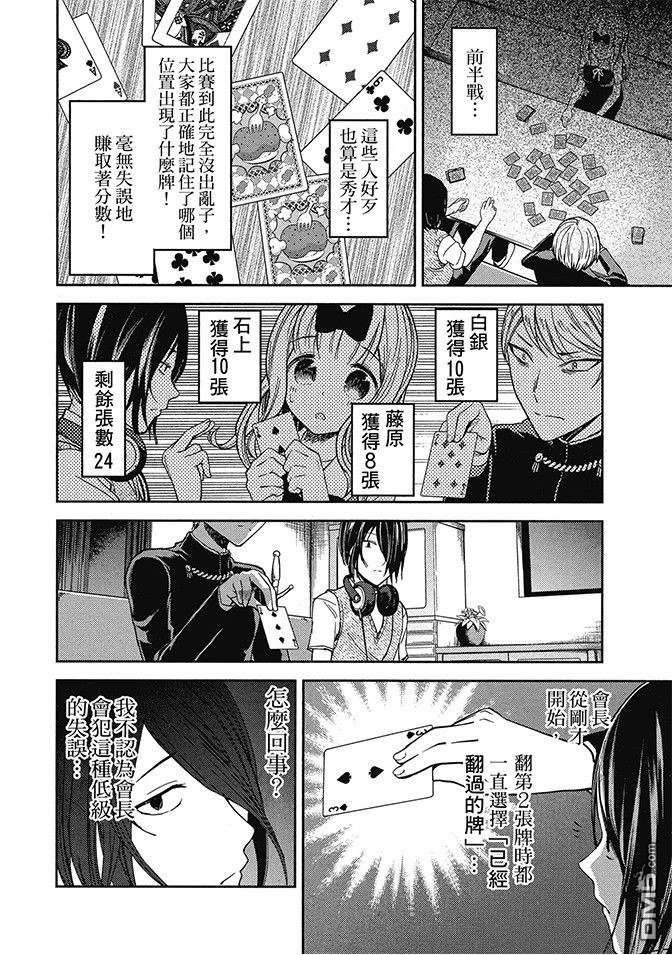 前半戰…
這些人好歹
也算是秀才…
比賽到此完全沒出亂子，
大家都正確地記住了哪個
位置出現了什麼牌！
毫無失誤地
賺取著分數！
白銀
獲得10張
藤原
獲得8張
石上
獲得10張
剩餘張數
24
會長
從剛才
開始，
翻第2張牌時都
一直選擇「已經
翻過的牌」…
怎麼回事？
我不認為會長
會犯這種低級
的失誤…
DM5.com